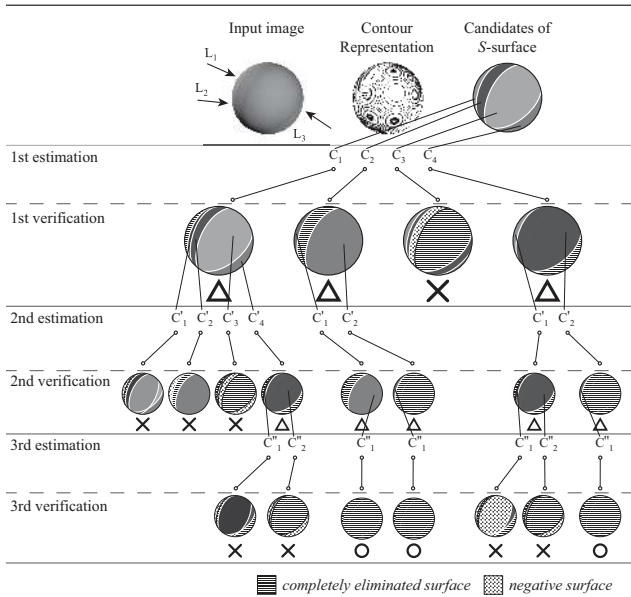 Input image Contour Representation Candidates of S-surface
L₁
L₂
L₃
1st estimation C₁ C₂ C₃ C₄
1st verification
2nd estimation C'₁ C'₂ C'₃ C'₄ C'₁ C'₂ C'₁ C'₂
2nd verification
3rd estimation C"₁ C"₂ C"₁ C"₁ C"₁ C"₂ C"₁
3rd verification
completely eliminated surface negative surface